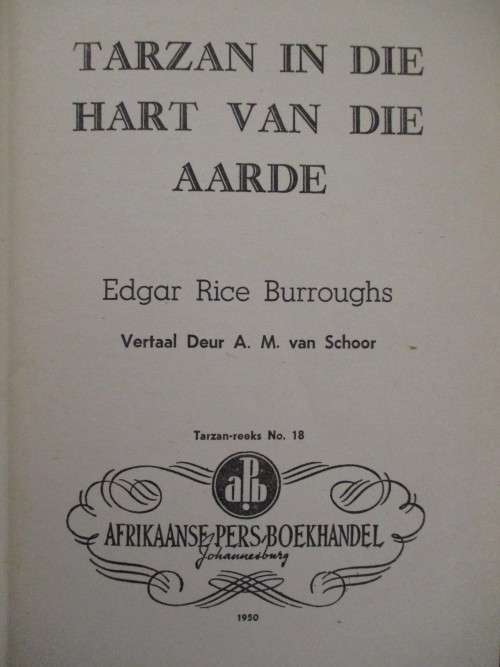 TARZAN IN DIE
HART VAN DIE
AARDE
Edgar Rice Burroughs
Vertaal Deur A. M. van Schoor
Tarzan-reeks No. 18
aPb
AFRIKAANSE PERS BOEKHANDEL
Johannesburg
1950